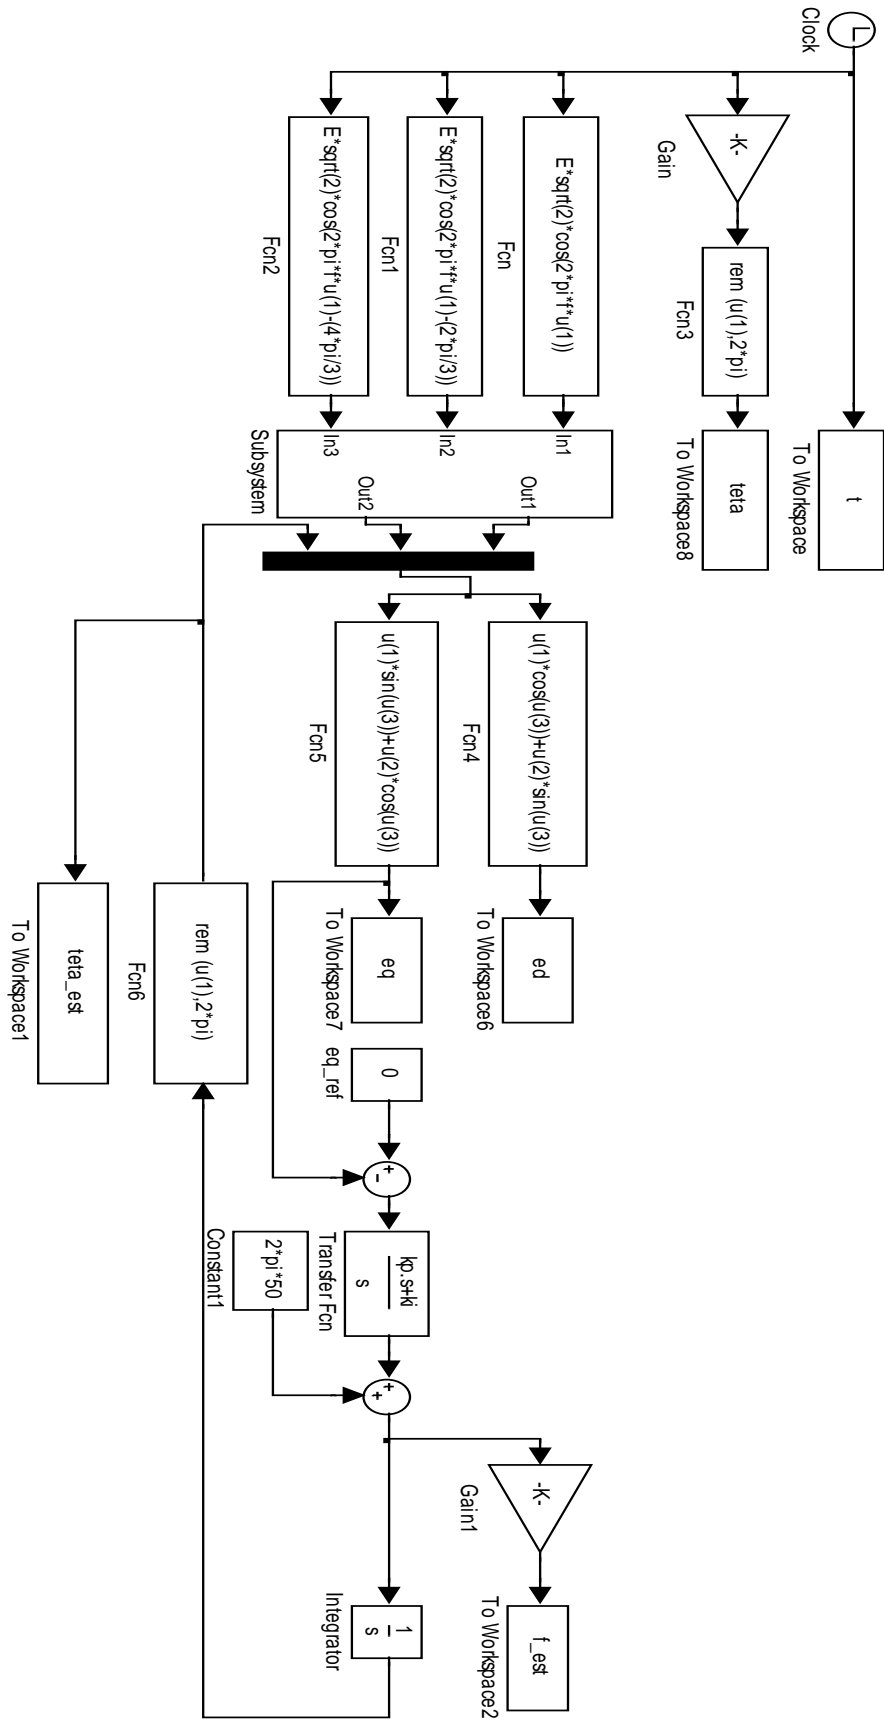 Clock
-K-
Gain
rem (u(1),2*pi)
Fcn3
teta
To Workspace8
t
To Workspace
E*sqrt(2)*cos(2*pi*f*u(1))
Fcn
E*sqrt(2)*cos(2*pi*f*u(1)-(2*pi/3))
Fcn1
E*sqrt(2)*cos(2*pi*f*u(1)-(4*pi/3))
Fcn2
In1
In2
In3
Out1
Out2
Subsystem
u(1)*cos(u(3))+u(2)*sin(u(3))
Fcn4
u(1)*sin(u(3))+u(2)*cos(u(3))
Fcn5
ed
To Workspace6
eq
To Workspace7
0
eq_ref
+
-
kp.s+ki
s
Transfer Fcn
2*pi*50
Constant1
+
+
-K-
Gain1
f_est
To Workspace2
1
s
Integrator
rem (u(1),2*pi)
Fcn6
teta_est
To Workspace1